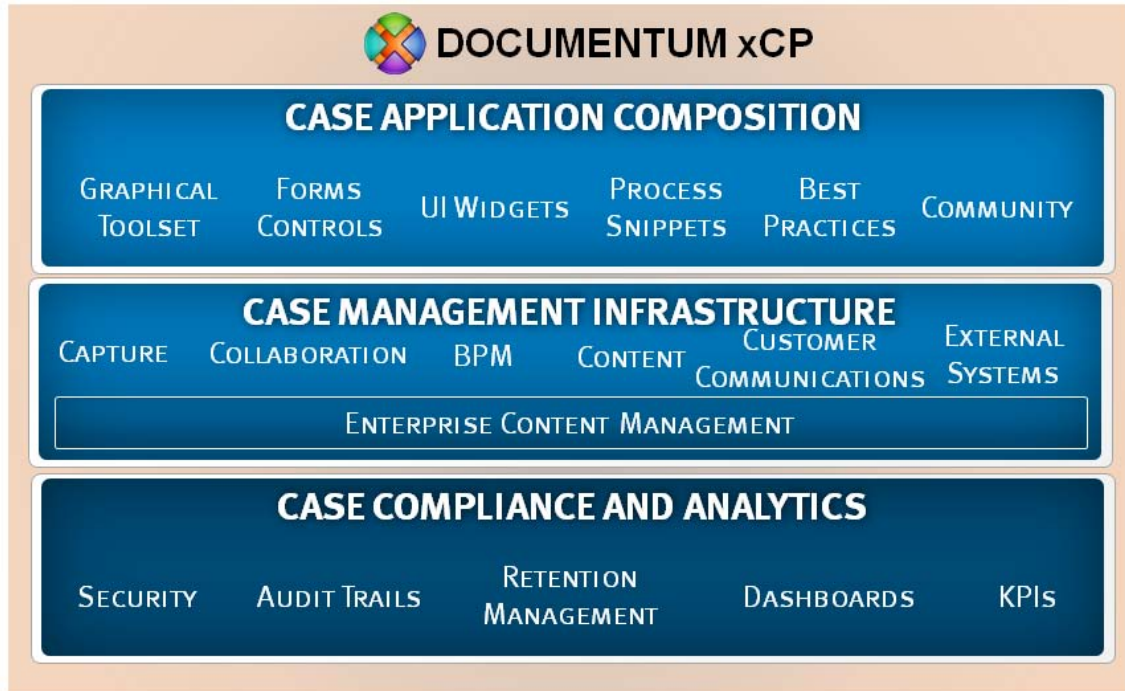 DOCUMENTUM xCP
CASE APPLICATION COMPOSITION
GRAPHICAL TOOLSET
FORMS CONTROLS
UI WIDGETS
PROCESS SNIPPETS
BEST PRACTICES
COMMUNITY
CASE MANAGEMENT INFRASTRUCTURE
CAPTURE
COLLABORATION
BPM
CONTENT
CUSTOMER COMMUNICATIONS
EXTERNAL SYSTEMS
ENTERPRISE CONTENT MANAGEMENT
CASE COMPLIANCE AND ANALYTICS
SECURITY
AUDIT TRAILS
RETENTION MANAGEMENT
DASHBOARDS
KPIS